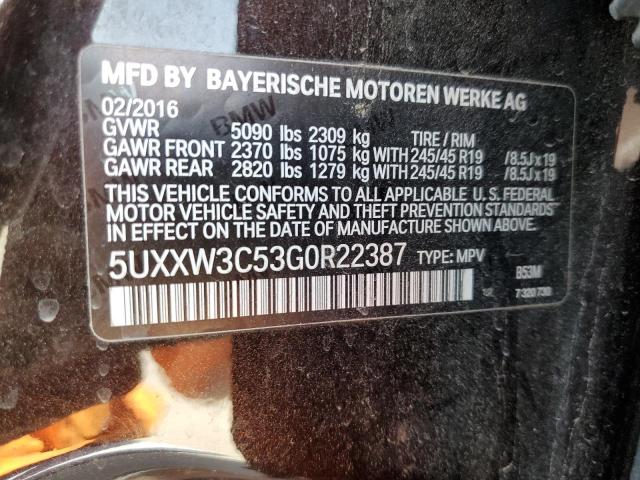 MFD BY BAYERISCHE MOTOREN WERKE AG
02/2016
GVWR 5090 lbs 2309 kg TIRE / RIM
GAWR FRONT 2370 lbs 1075 kg WITH 245/45 R19 / 8.5J x 19
GAWR REAR 2820 lbs 1279 kg WITH 245/45 R19 / 8.5J x 19
THIS VEHICLE CONFORMS TO ALL APPLICABLE U. S. FEDERAL
MOTOR VEHICLE SAFETY AND THEFT PREVENTION STANDARDS
IN EFFECT ON THE DATE OF MANUFACTURE SHOWN ABOVE.
5UXXW3C53G0R22387 TYPE: MPV B53M
7320730
BMW
BMW